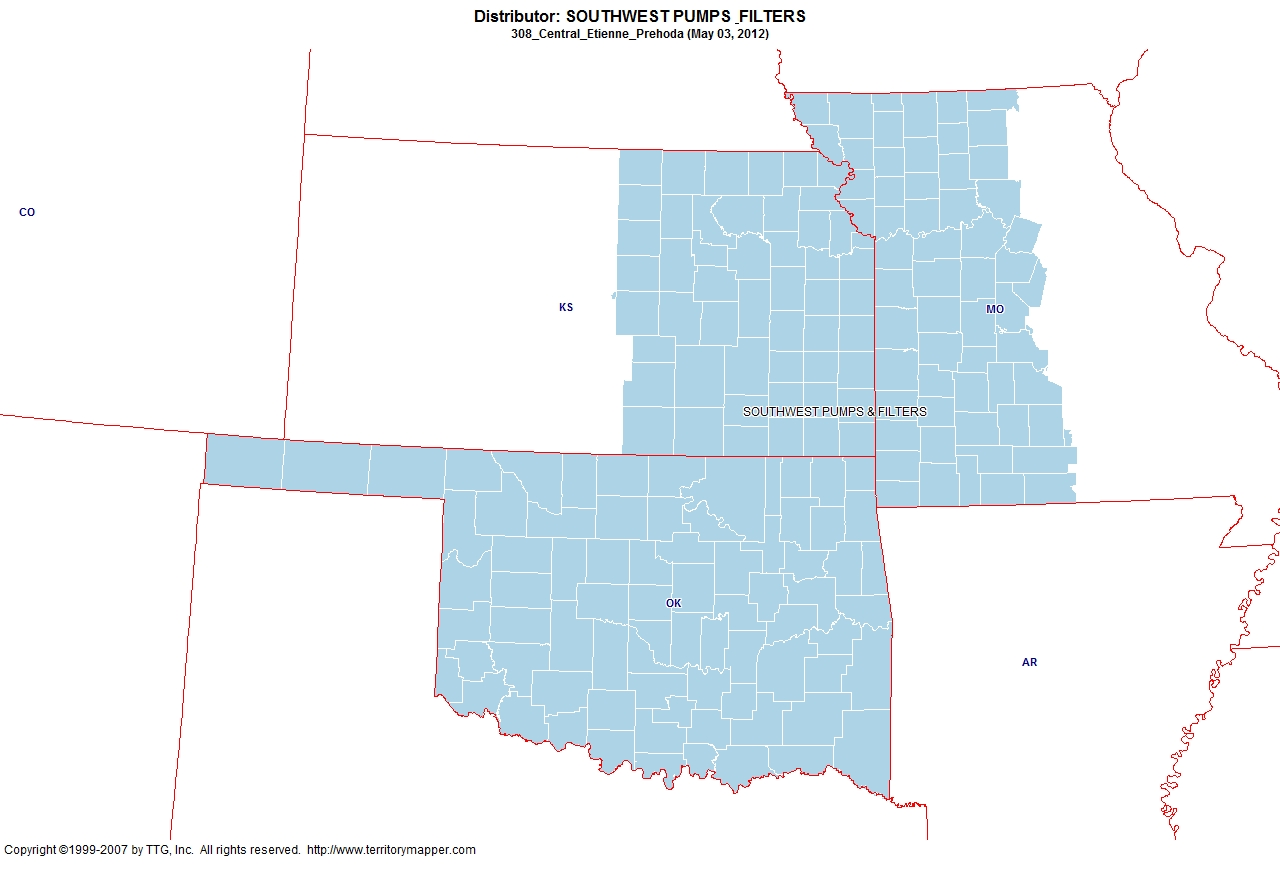 Distributor: SOUTHWEST PUMPS _FILTERS
308_Central_Etienne_Prehoda (May 03, 2012)
CO
KS
MO
SOUTHWEST PUMPS & FILTERS
OK
AR
Copyright ©1999-2007 by TTG, Inc. All rights reserved. http://www.territorymapper.com